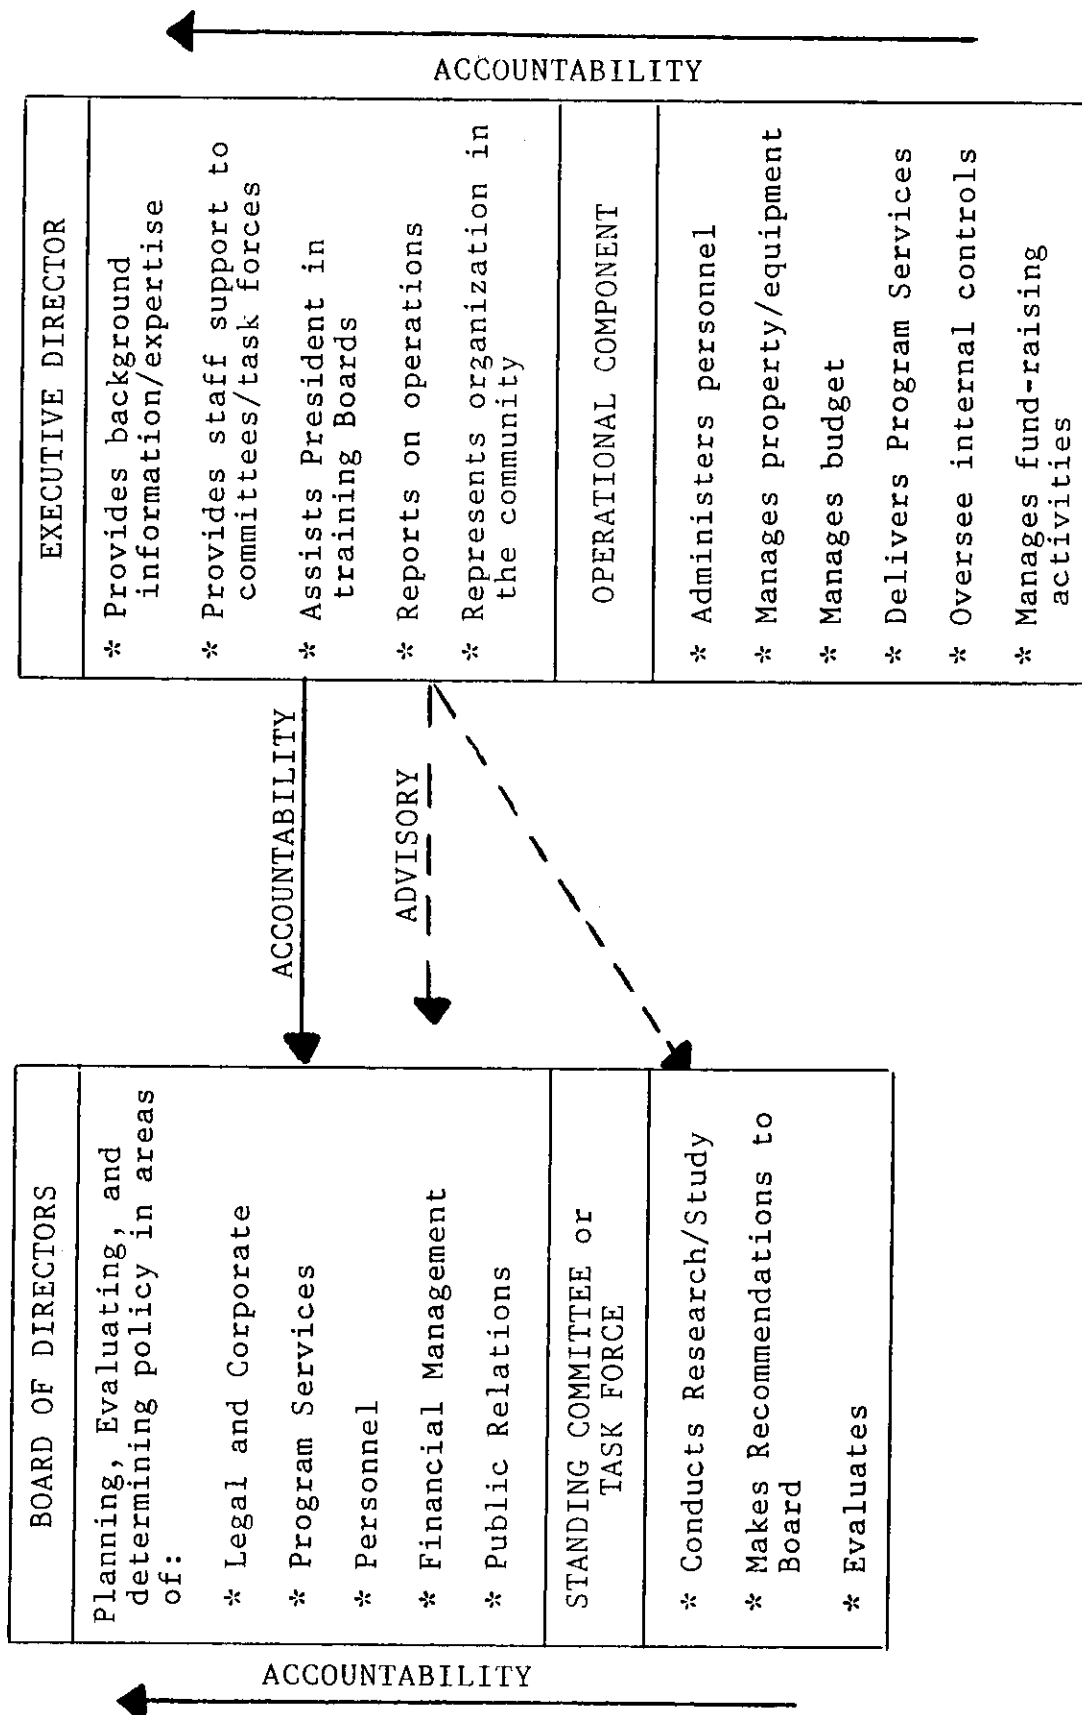 ACCOUNTABILITY
BOARD OF DIRECTORS
Planning, Evaluating, and
determining policy in areas
of:
* Legal and Corporate
* Program Services
* Personnel
* Financial Management
* Public Relations
STANDING COMMITTEE or
TASK FORCE
* Conducts Research/Study
* Makes Recommendations to
Board
* Evaluates
ACCOUNTABILITY
ADVISORY
EXECUTIVE DIRECTOR
* Provides background
information/expertise
* Provides staff support to
committees/task forces
* Assists President in
training Boards
* Reports on operations
* Represents organization in
the community
OPERATIONAL COMPONENT
* Administers personnel
* Manages property/equipment
* Manages budget
* Delivers Program Services
* Oversee internal controls
* Manages fund-raising
activities
ACCOUNTABILITY